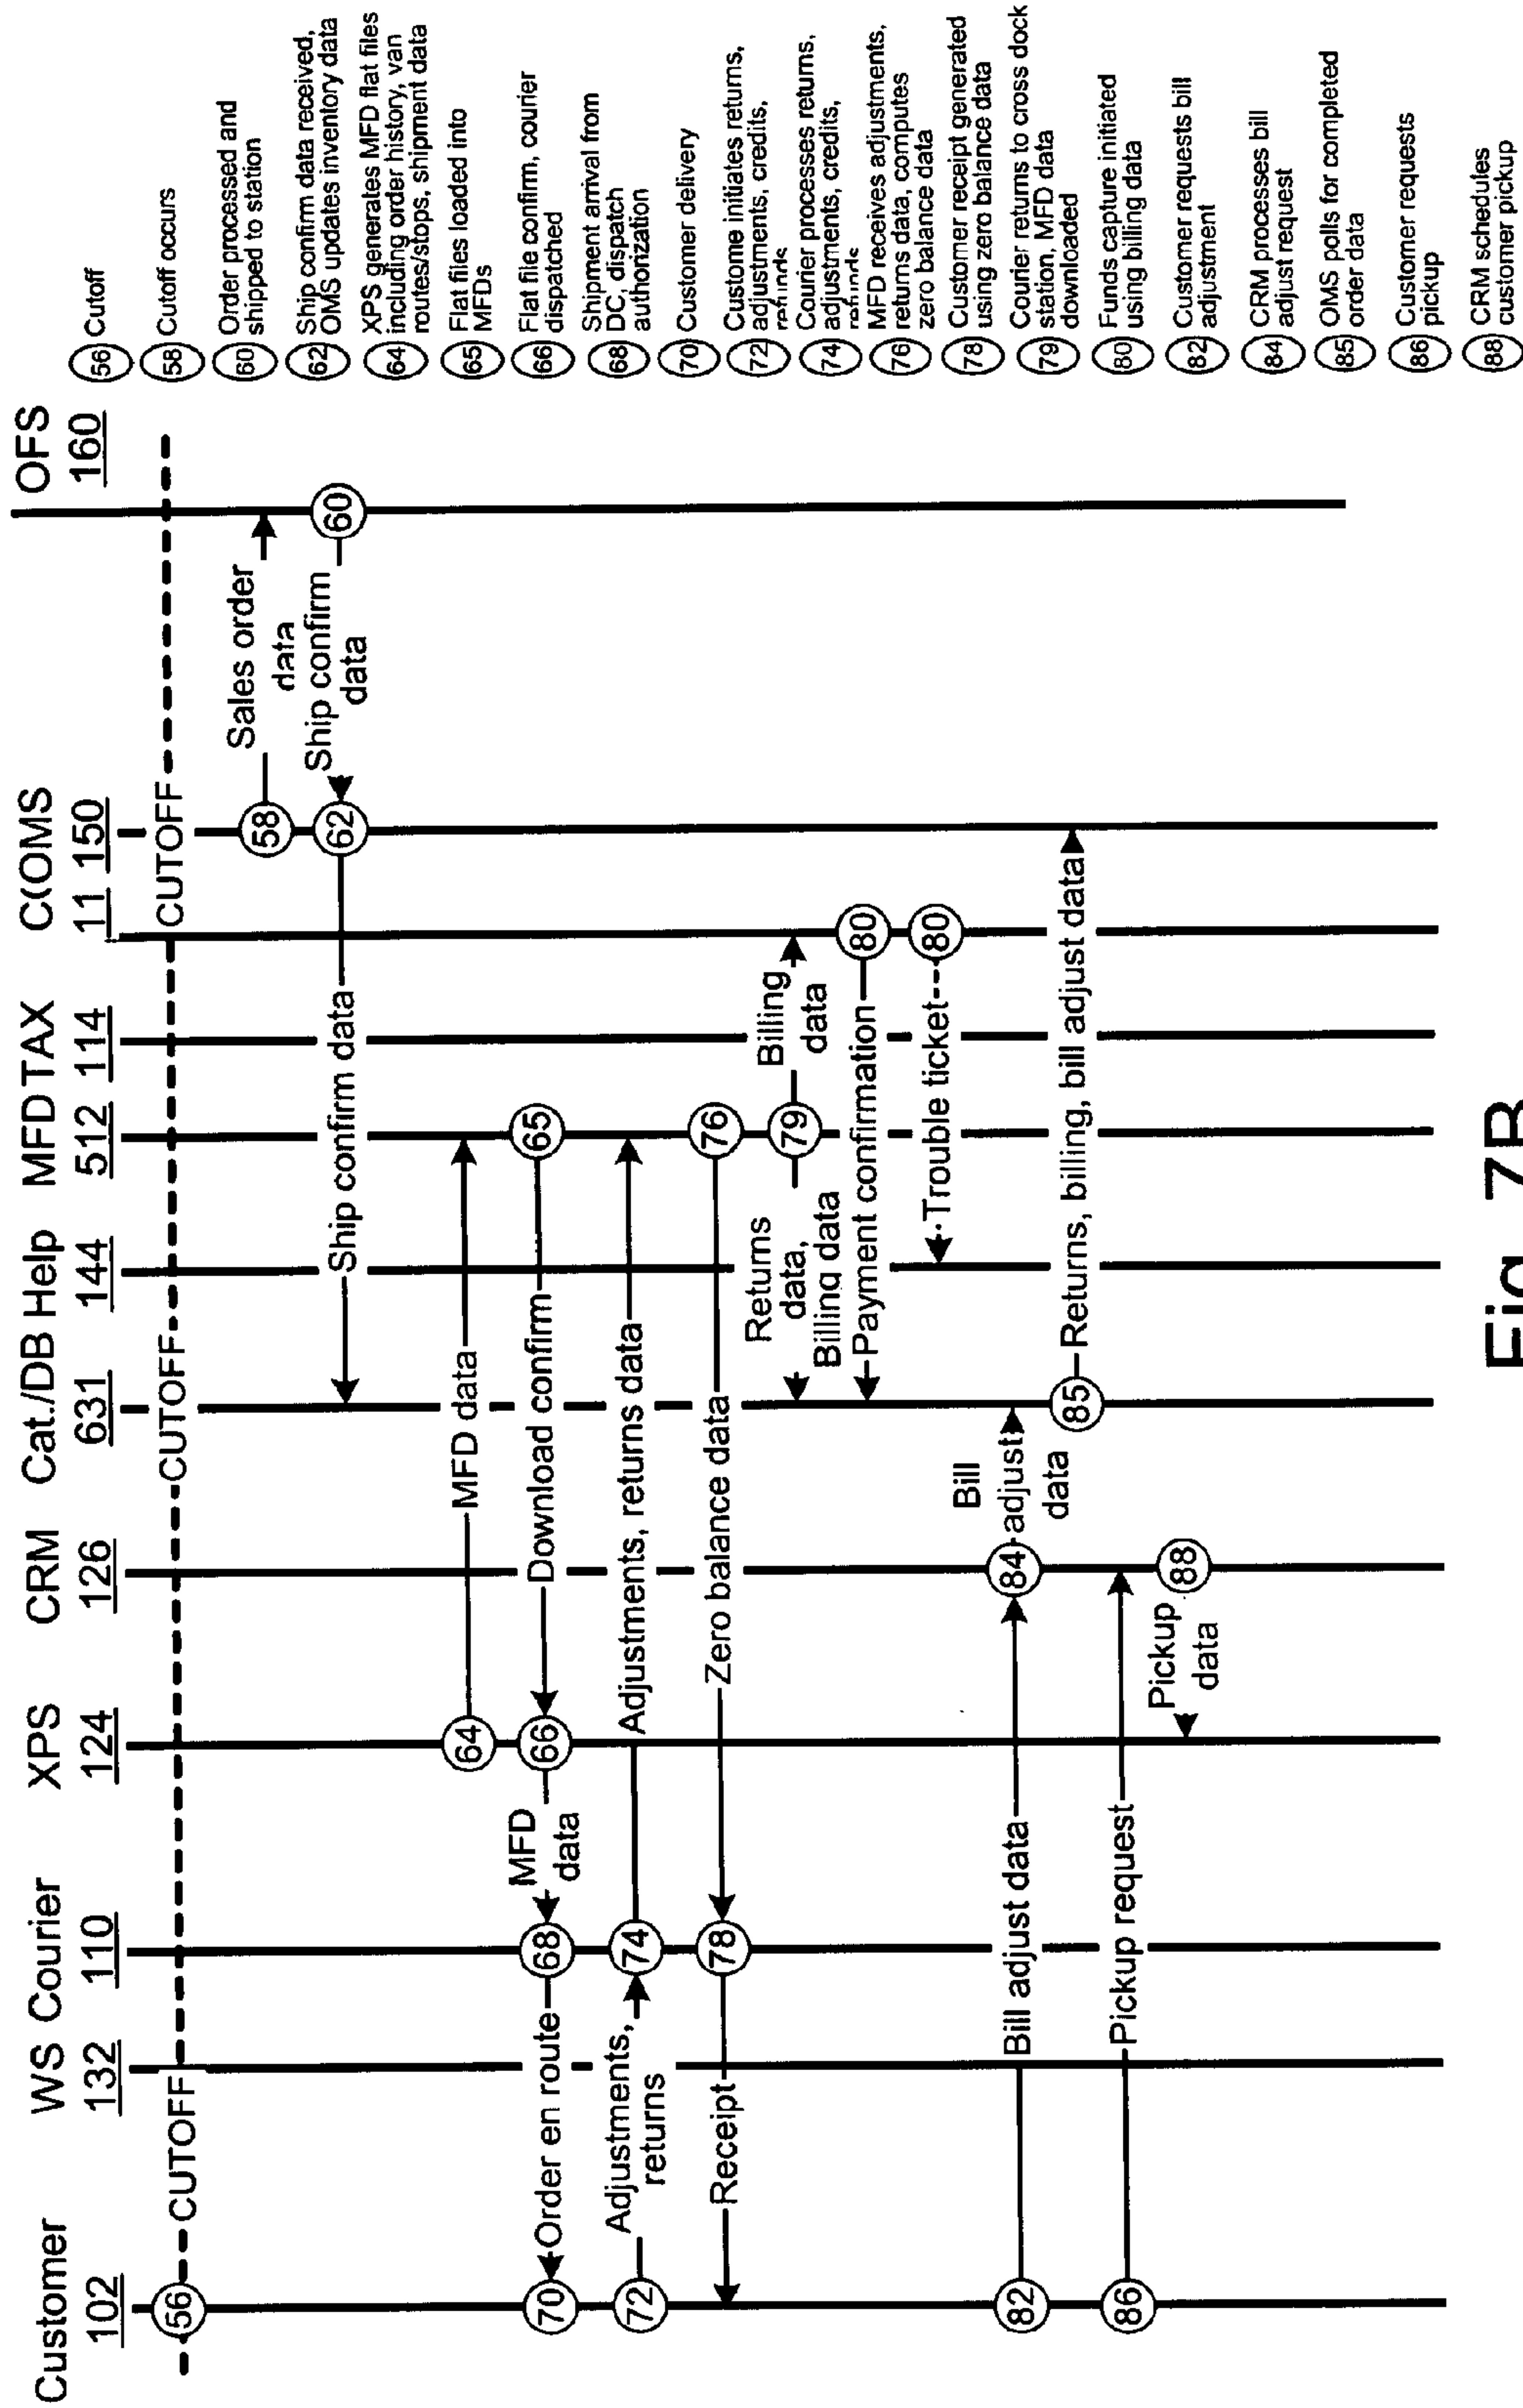 Customer
102
WS
132
Courier
110
XPS
124
CRM
126
Cat./DB
631
Help
144
MFD
512
TAX
114
C(OMS
11
150
OFS
160
56
CUTOFF
CUTOFF
CUTOFF
58
Sales order
data
Ship confirm data
62
Ship confirm
data
60
64
MFD data
70
Order en route
68
MFD
data
66
Download confirm
65
72
Adjustments,
returns
74
Adjustments, returns data
Receipt
78
Zero balance data
76
Returns
data,
Billing data
79
Billing
data
Payment confirmation
80
Trouble ticket
80
82
Bill adjust data
84
Bill
adjust
data
85
Returns, billing, bill adjust data
86
Pickup request
Pickup
data
88
56 Cutoff
58 Cutoff occurs
60 Order processed and
shipped to station
62 Ship confirm data received,
OMS updates inventory data
64 XPS generates MFD flat files
including order history, van
routes/stops, shipment data
65 Flat files loaded into
MFDs
66 Flat file confirm, courier
dispatched
68 Shipment arrival from
DC, dispatch
authorization
70 Customer delivery
72 Custome initiates returns,
adjustments, credits,
refunds
74 Courier processes returns,
adjustments, credits,
refunds
76 MFD receives adjustments,
returns data, computes
zero balance data
78 Customer receipt generated
using zero balance data
79 Courier returns to cross dock
station, MFD data
downloaded
80 Funds capture initiated
using billing data
82 Customer requests bill
adjustment
84 CRM processes bill
adjust request
85 OMS polls for completed
order data
86 Customer requests
pickup
88 CRM schedules
customer pickup
Fig. 7B